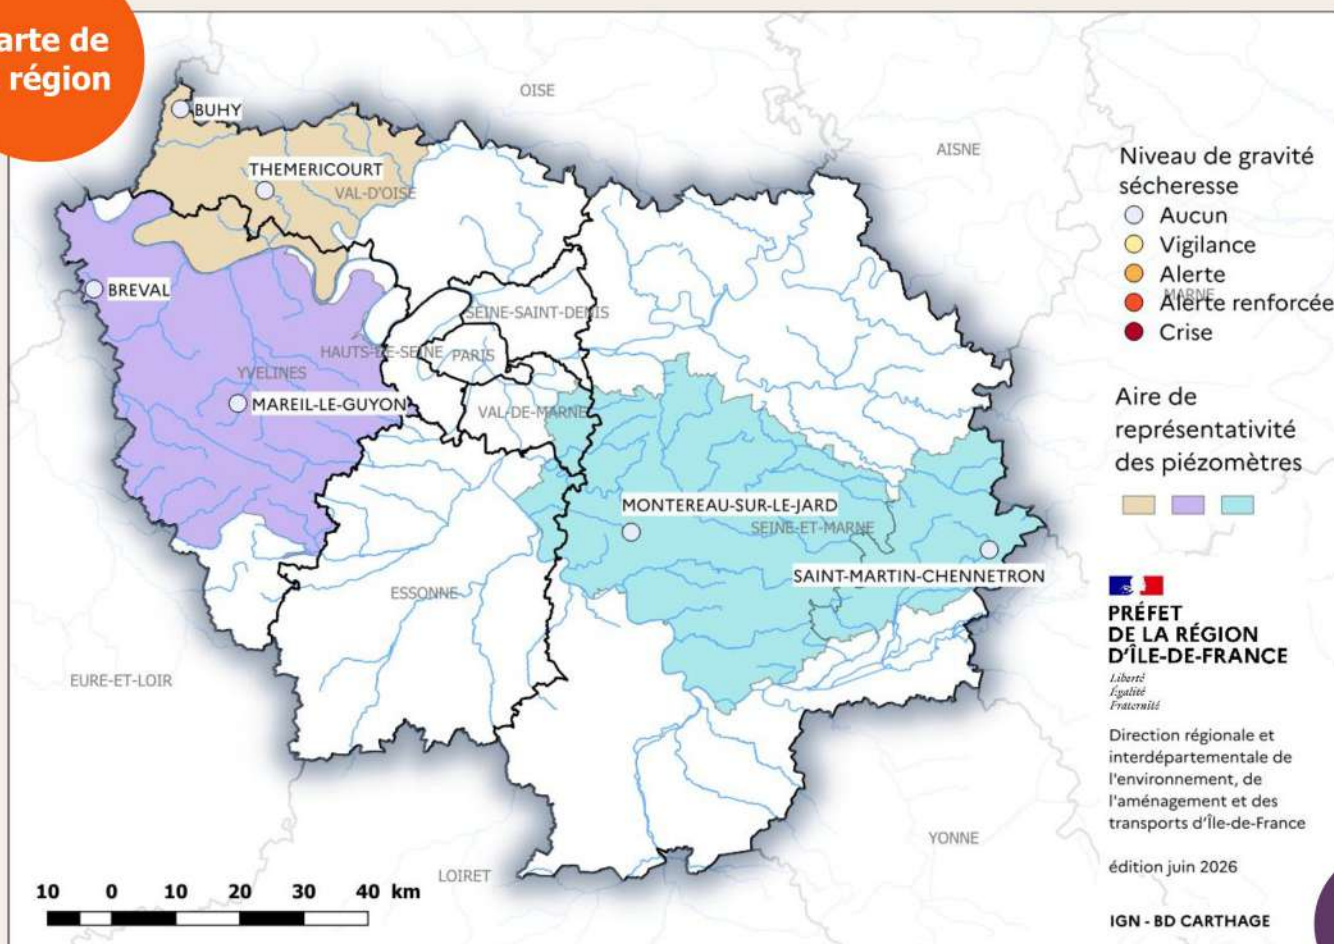 arte de
région
OISE
BUHY
AISNE
THEMERICOURT
VAL-D'OISE
BREVAL
SEINE-SAINT-DENIS
HAUTS-DE-SEINE
PARIS
YVELINES
MAREIL-LE-GUYON
VAL-DE-MARNE
MONTEREAU-SUR-LE-JARD
SEINE-ET-MARNE
SAINT-MARTIN-CHENNETRON
ESSONNE
EURE-ET-LOIR
YONNE
LOIRET
10 0 10 20 30 40 km
Niveau de gravité
sécheresse
Aucun
Vigilance
Alerte
MARNE
Alerte renforcée
Crise
Aire de
représentativité
des piézomètres
PRÉFET
DE LA RÉGION
D'ÎLE-DE-FRANCE
Liberté
Égalité
Fraternité
Direction régionale et
interdépartementale de
l'environnement, de
l'aménagement et des
transports d'Île-de-France
édition juin 2026
IGN - BD CARTHAGE